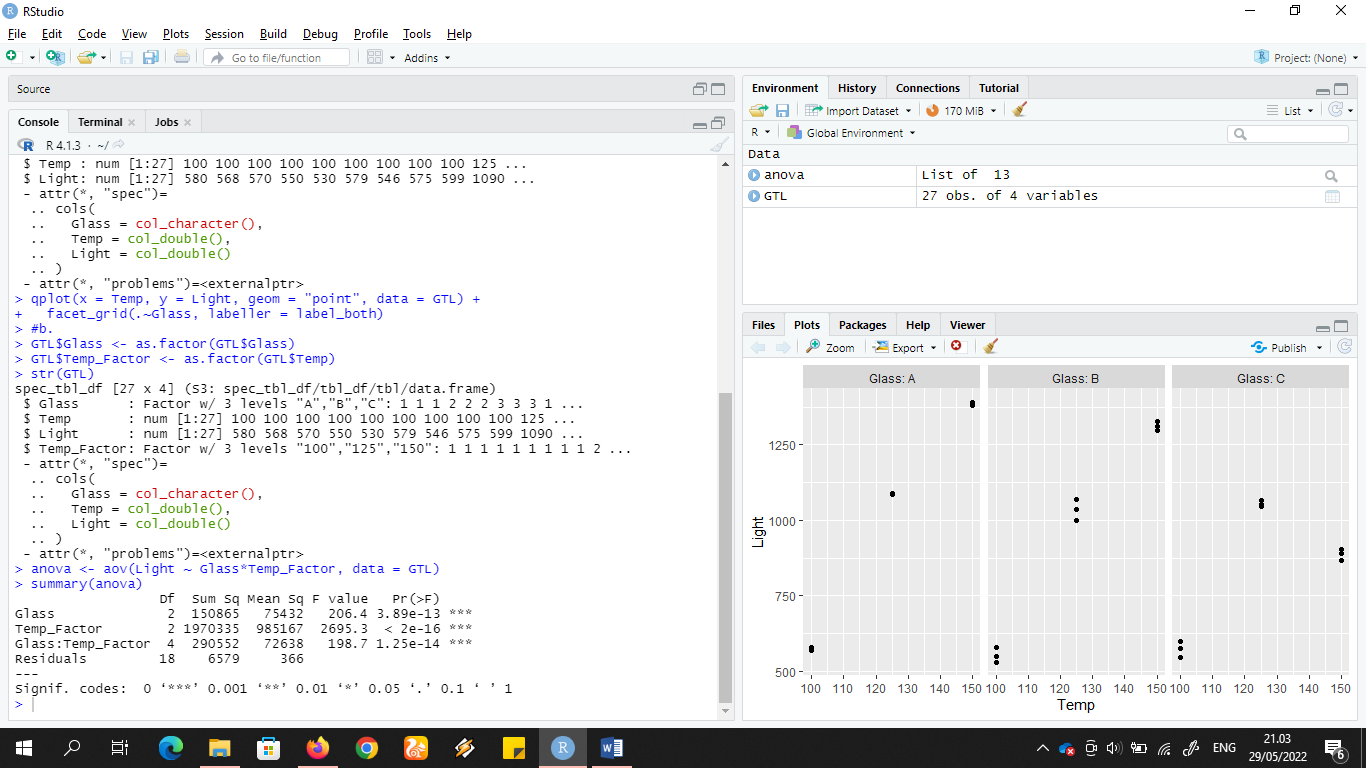 RStudio
File Edit Code View Plots Session Build Debug Profile Tools Help
Go to file/function Addins Project: (None)
Source
Console Terminal Jobs
R 4.1.3 · ~/
 $ Temp : num [1:27] 100 100 100 100 100 100 100 100 100 125 ...
 $ Light: num [1:27] 580 568 570 550 530 579 546 575 599 1090 ...
 - attr(*, "spec")=
  .. cols(
  ..   Glass = col_character(),
  ..   Temp = col_double(),
  ..   Light = col_double()
  .. )
 - attr(*, "problems")=<externalptr>
> qplot(x = Temp, y = Light, geom = "point", data = GTL) +
+   facet_grid(.~Glass, labeller = label_both)
> #b.
> GTL$Glass <- as.factor(GTL$Glass)
> GTL$Temp_Factor <- as.factor(GTL$Temp)
> str(GTL)
spec_tbl_df [27 x 4] (S3: spec_tbl_df/tbl_df/tbl/data.frame)
 $ Glass      : Factor w/ 3 levels "A","B","C": 1 1 1 2 2 2 3 3 3 1 ...
 $ Temp       : num [1:27] 100 100 100 100 100 100 100 100 100 125 ...
 $ Light      : num [1:27] 580 568 570 550 530 579 546 575 599 1090 ...
 $ Temp_Factor: Factor w/ 3 levels "100","125","150": 1 1 1 1 1 1 1 1 1 2 ...
 - attr(*, "spec")=
  .. cols(
  ..   Glass = col_character(),
  ..   Temp = col_double(),
  ..   Light = col_double()
  .. )
 - attr(*, "problems")=<externalptr>
> anova <- aov(Light ~ Glass*Temp_Factor, data = GTL)
> summary(anova)
                  Df  Sum Sq Mean Sq F value   Pr(>F)
Glass              2  150865   75432   206.4 3.89e-13 ***
Temp_Factor        2 1970335  985167  2695.3  < 2e-16 ***
Glass:Temp_Factor  4  290552   72638   198.7 1.25e-14 ***
Residuals         18    6579     366
---
Signif. codes:  0 ‘***’ 0.001 ‘**’ 0.01 ‘*’ 0.05 ‘.’ 0.1 ‘ ’ 1
>
Environment History Connections Tutorial
Import Dataset 170 MiB List
R Global Environment
Data
anova List of 13
GTL 27 obs. of 4 variables
Files Plots Packages Help Viewer
Zoom Export Publish
Glass: A Glass: B Glass: C
1250
1000
750
500
Light
100 110 120 130 140 150 100 110 120 130 140 150 100 110 120 130 140 150
Temp
ENG
21.03
29/05/2022
6